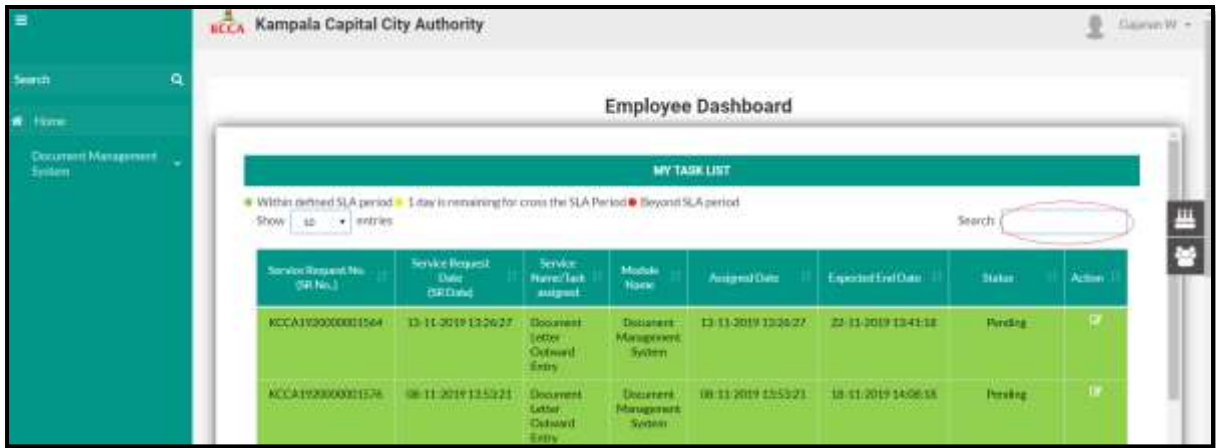 KCCA Kampala Capital City Authority
Search
Home
Document Management
System
Employee Dashboard
MY TASK LIST
Within defined SLA period 1 day is remaining for cross the SLA Period Beyond SLA period
Show 10 entries
Search
Service Request No.
(SR No.)
Service Request
Date
(SR Date)
Service
Name/Task
assigned
Module
Name
Assigned Date
Expected End Date
Status
Action
KCCA1920000001564
13-11-2019 13:26:27
Document
Letter
Outward
Entry
Document
Management
System
13-11-2019 13:26:27
22-11-2019 13:41:18
Pending
KCCA1920000001576
08-11-2019 13:53:21
Document
Letter
Outward
Entry
Document
Management
System
08-11-2019 13:53:21
18-11-2019 14:08:18
Pending